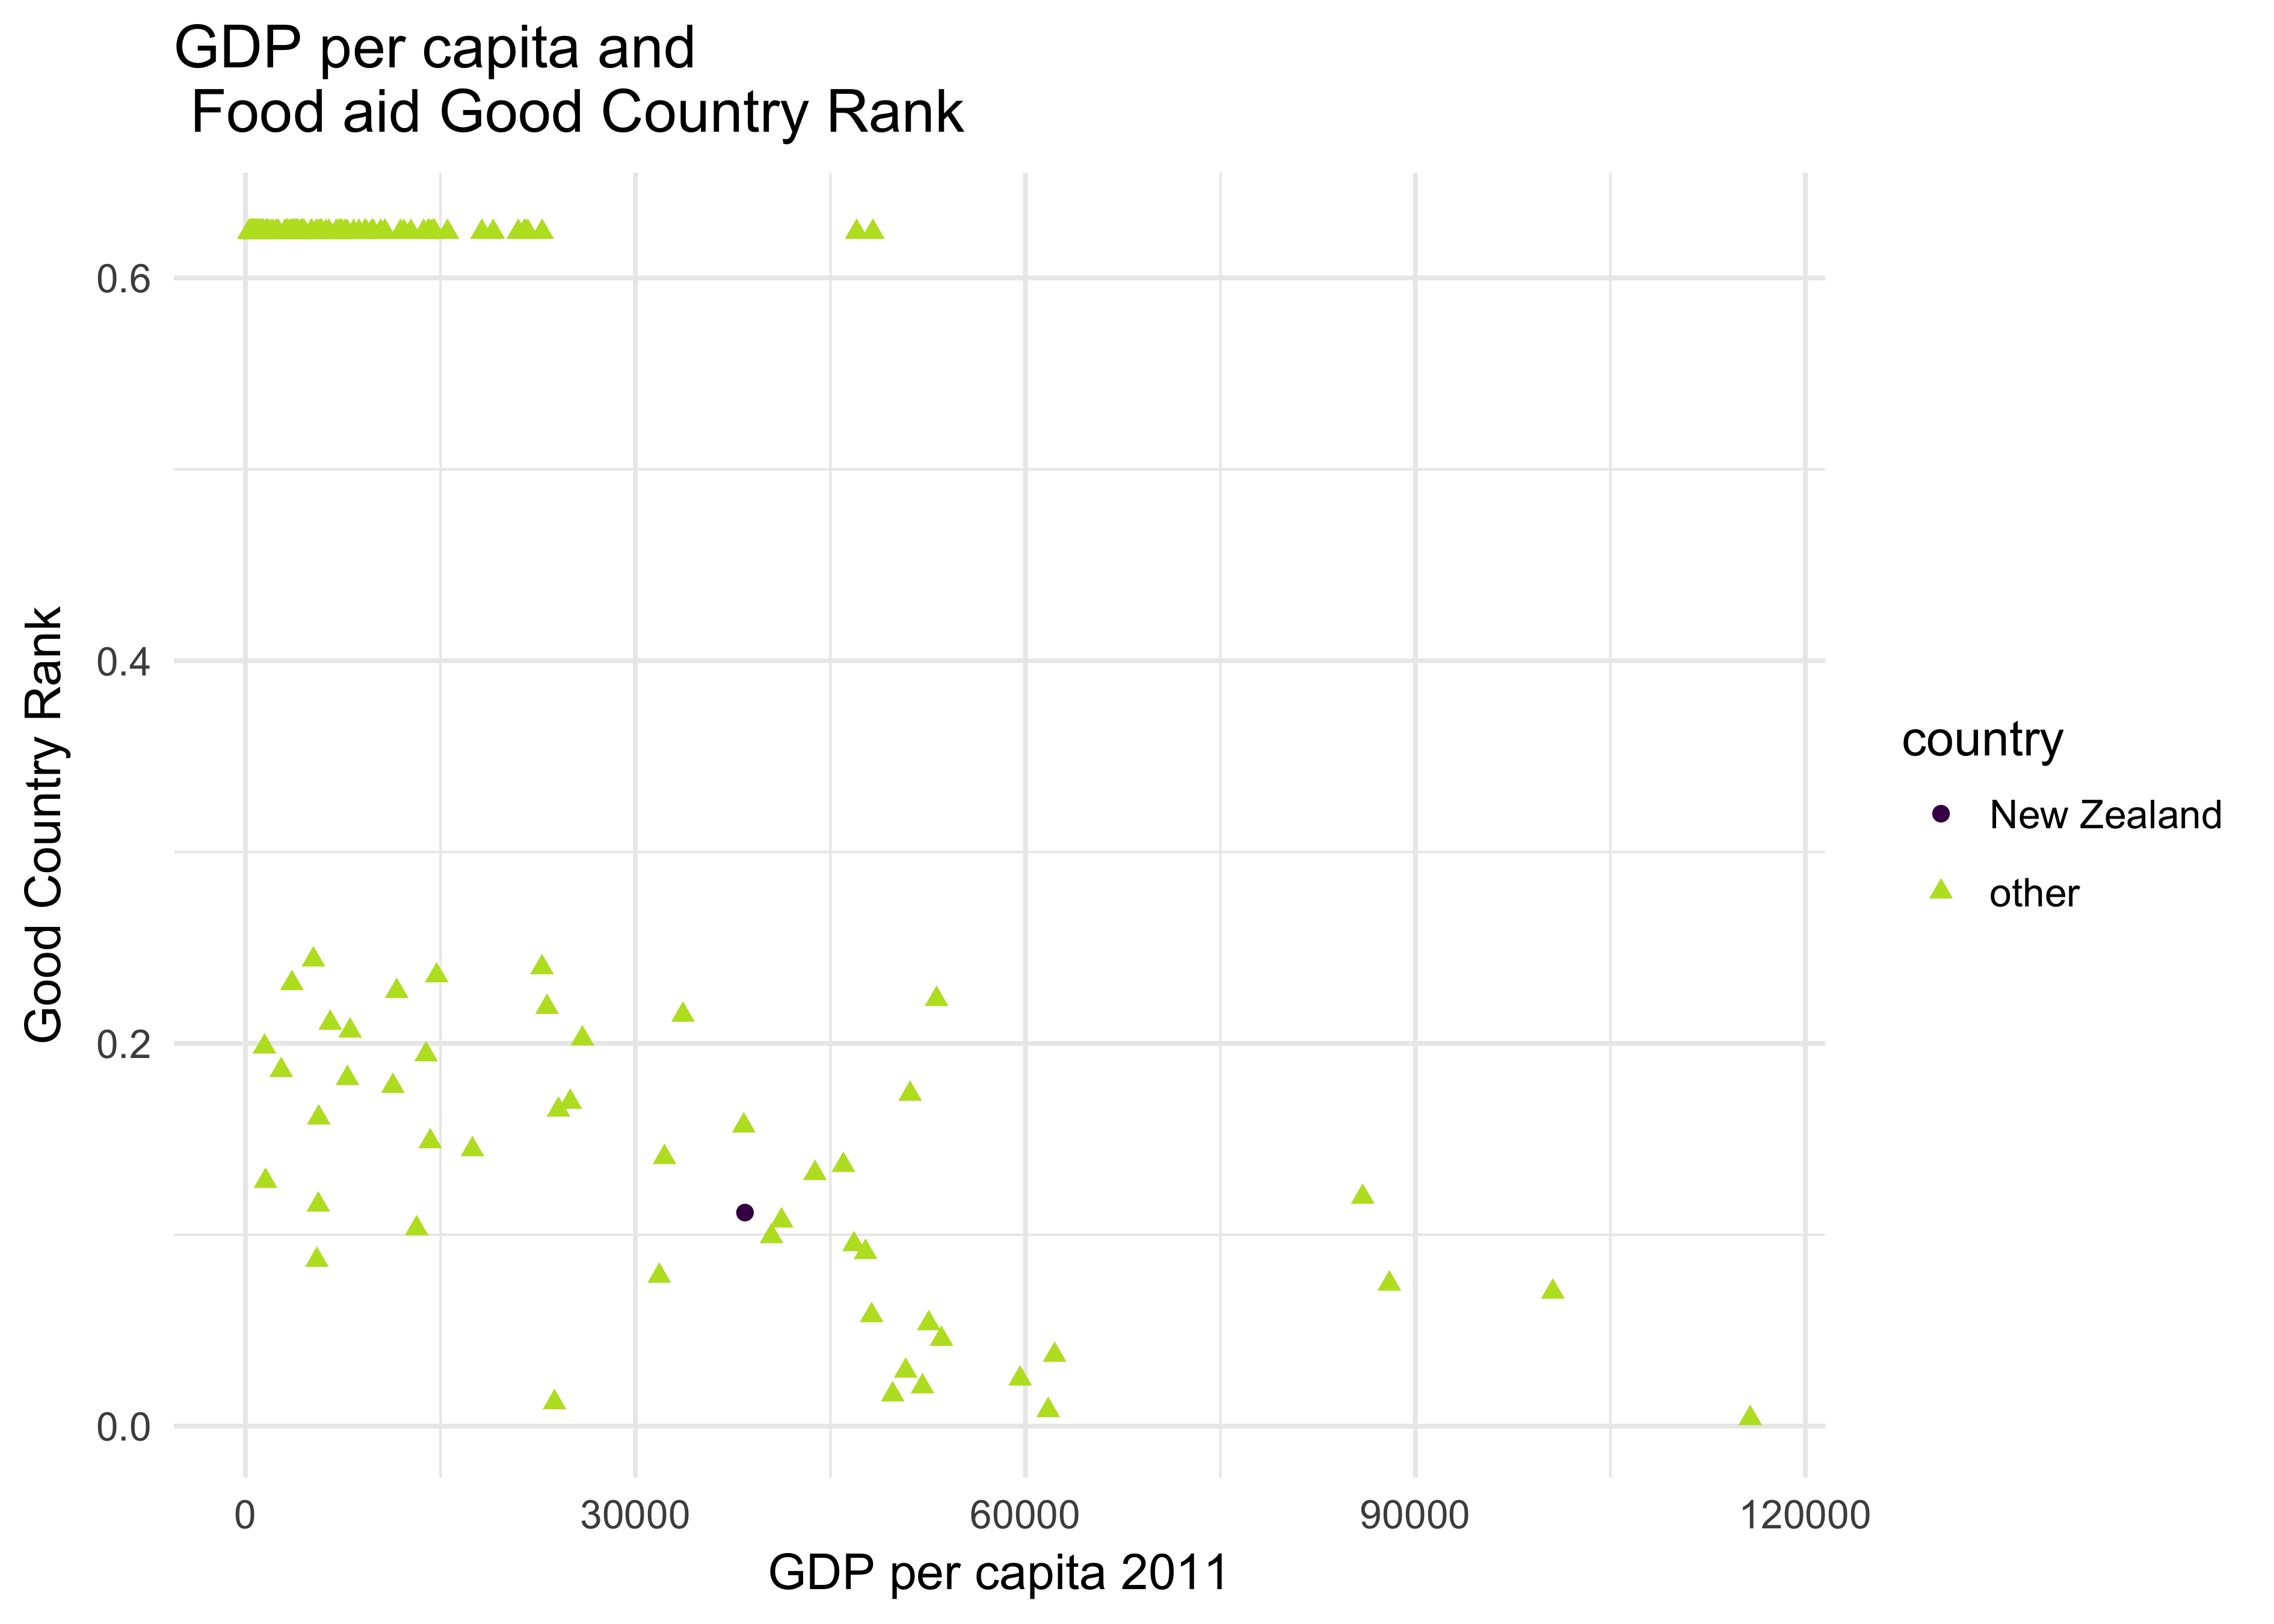 GDP per capita and
Food aid Good Country Rank
Good Country Rank
0.6
0.4
0.2
0.0
0
30000
60000
90000
120000
GDP per capita 2011
country
New Zealand
other